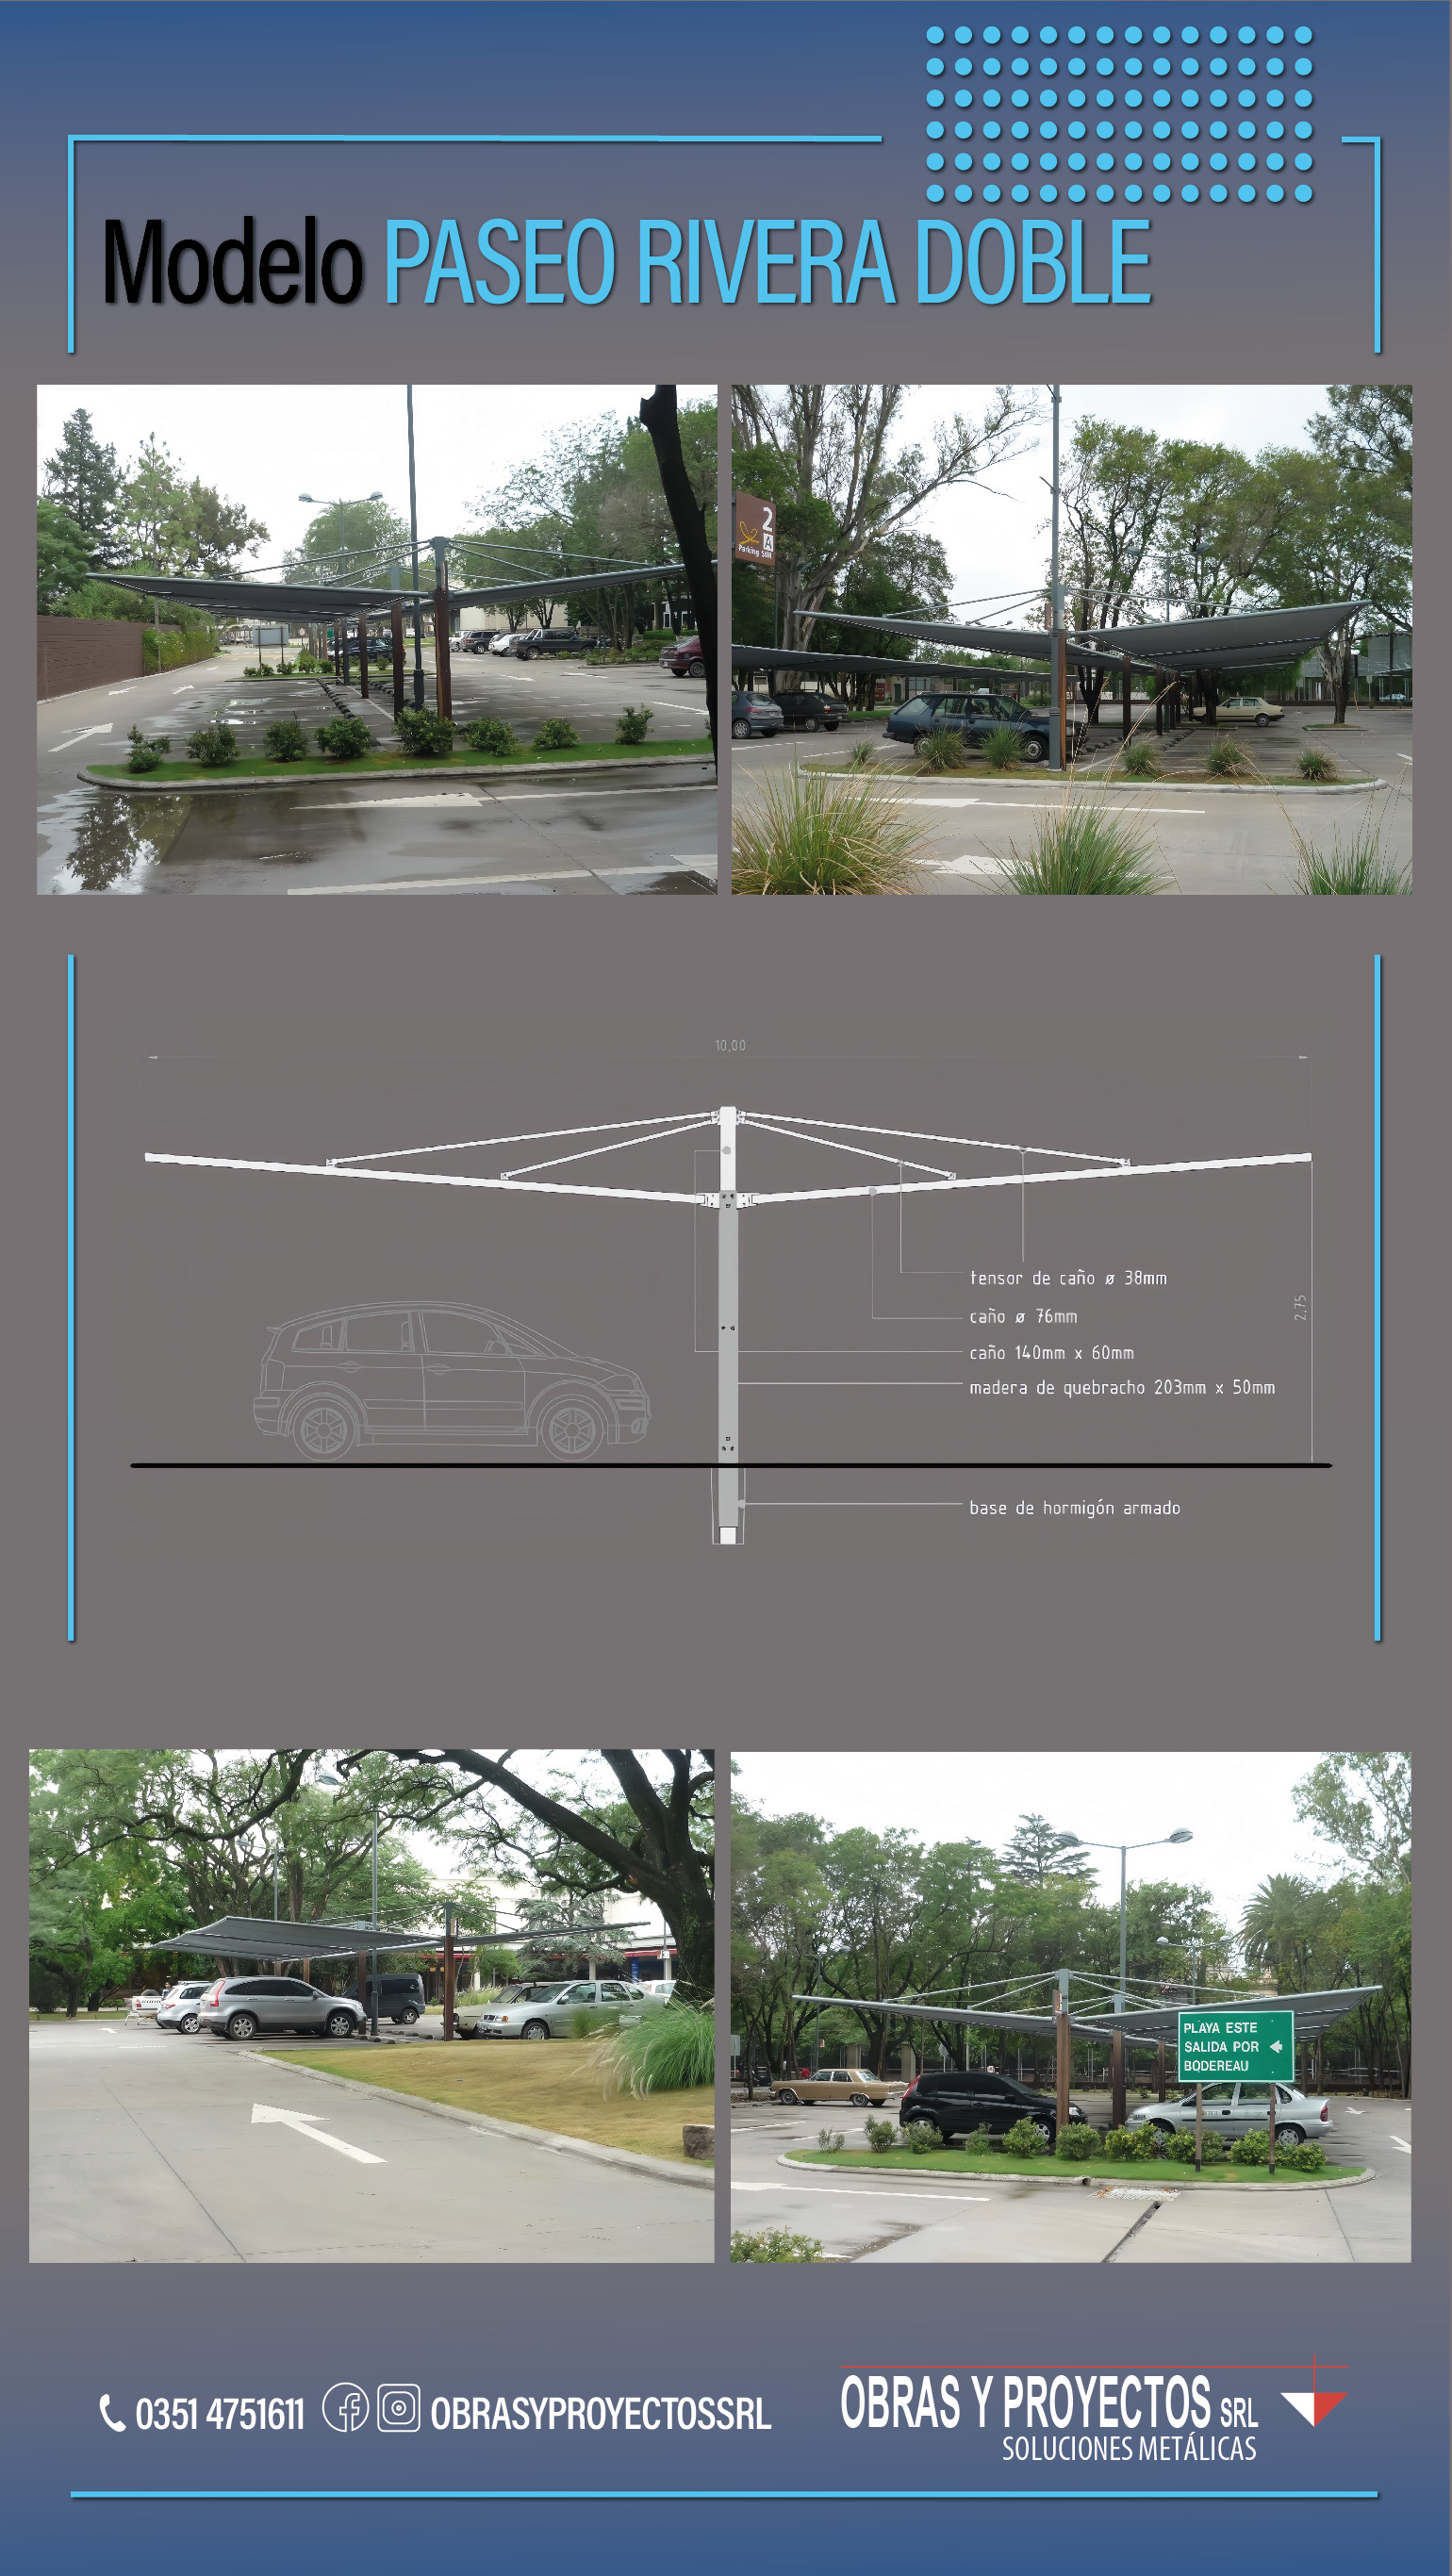 Modelo PASEO RIVERA DOBLE
2
Parking SUR
10,00
tensor de caño ø 38mm
caño ø 76mm
caño 140mm x 60mm
madera de quebracho 203mm x 50mm
2,75
base de hormigón armado
PLAYA ESTE
SALIDA POR
BODEREAU
0351 4751611 OBRASYPROYECTOSSRL
OBRAS Y PROYECTOS SRL
SOLUCIONES METÁLICAS